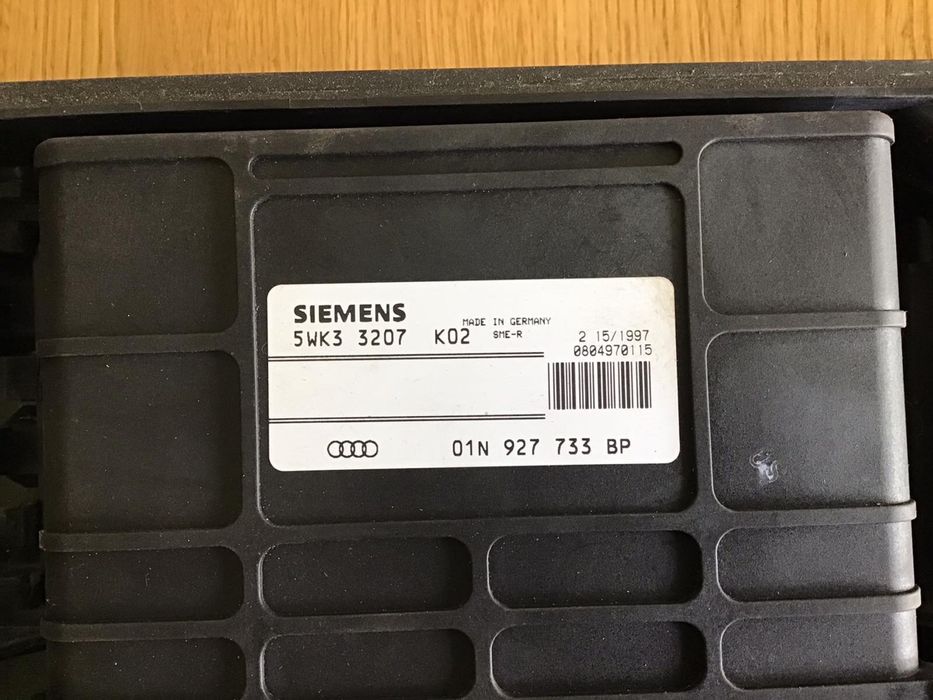 SIEMENS
MADE IN GERMANY
5WK3 3207 K02 SME-R 2 15/1997
0804970115
01N 927 733 BP